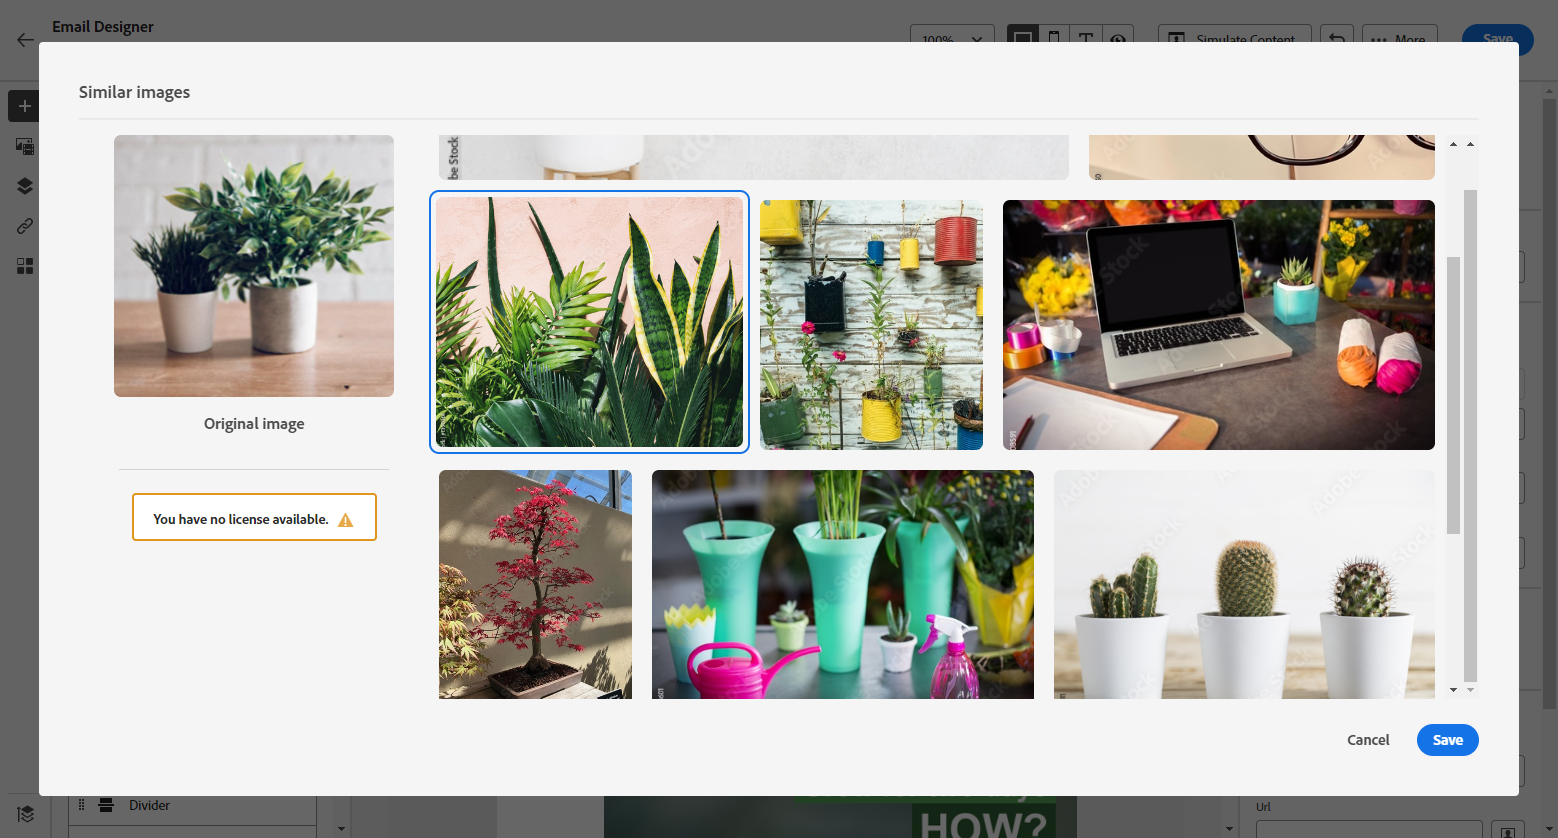 Email Designer
100%
Simulate Content
More
Save
Similar images
be Stock
Original image
You have no license available.
Cancel
Save
Divider
HOW?
Url